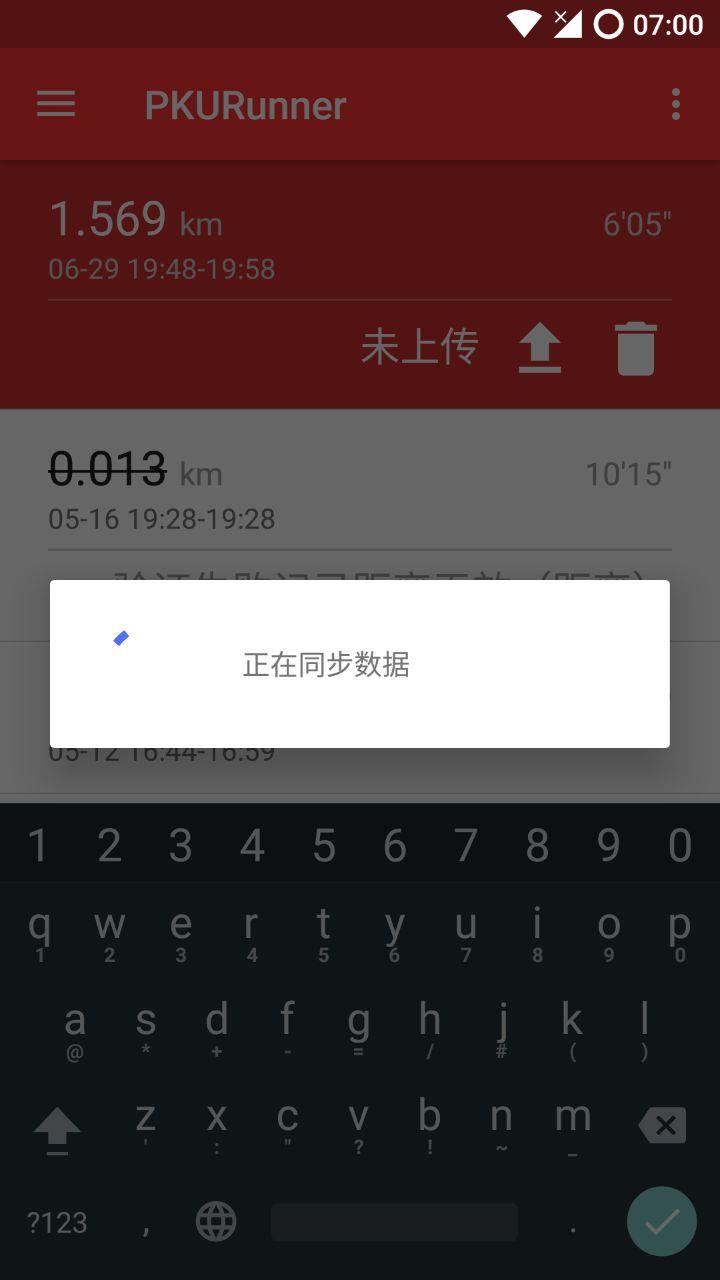 07:00
PKURunner
1.569 km
6'05"
06-29 19:48-19:58
未上传
0.013 km
10'15"
05-16 19:28-19:28
正在同步数据
05-12 16:44-16:59
1 2 3 4 5 6 7 8 9 0
q w e r t y u i o p
1 2 3 4 5 6 7 8 9 0
a s d f g h j k l
@ * + - = / # ( )
z x c v b n m
' : " ? ! ~ _
?123 , .